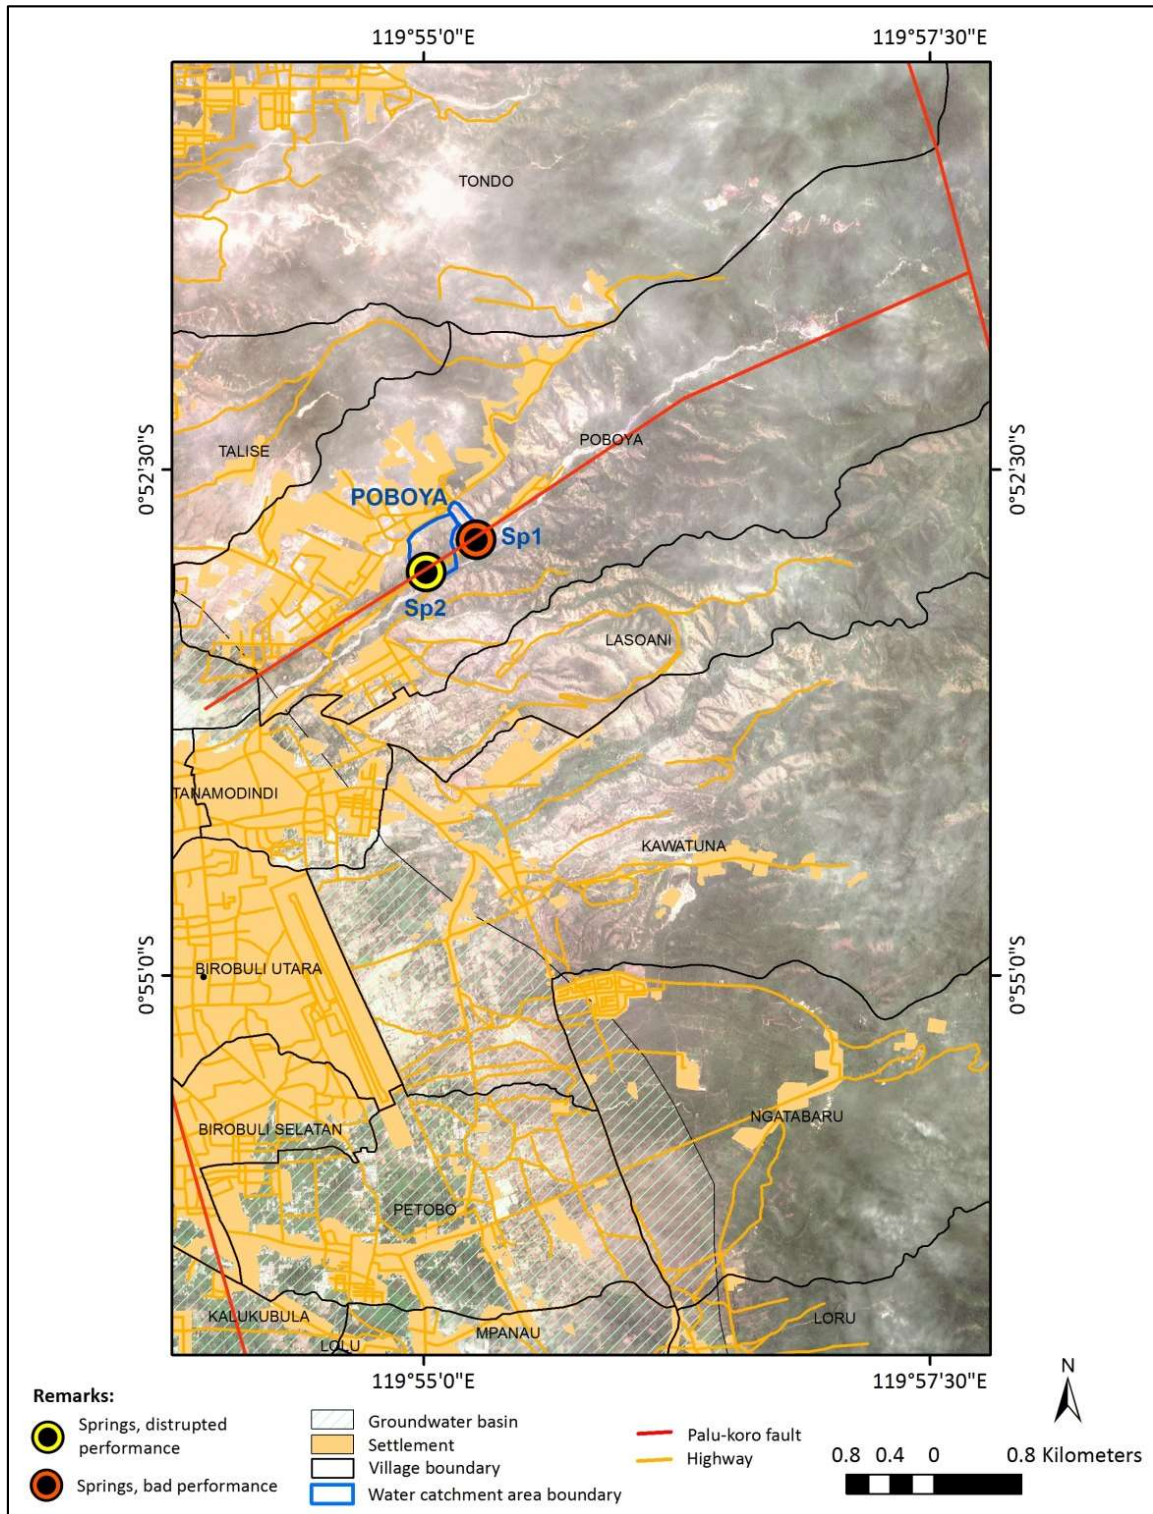 119°55'0"E
119°57'30"E
TONDO
0°52'30"S
0°52'30"S
TALISE
POBOYA
POBOYA
Sp1
Sp2
LASOANI
TANAMODINDI
KAWATUNA
0°55'0"S
0°55'0"S
BIROBULI UTARA
NGATABARU
BIROBULI SELATAN
PETOBO
KALUKUBULA
LOLU
MPANAU
LORU
119°55'0"E
119°57'30"E
Remarks:
Springs, distrupted
performance
Springs, bad performance
Groundwater basin
Settlement
Village boundary
Water catchment area boundary
Palu-koro fault
Highway
N
0.8 0.4 0 0.8 Kilometers